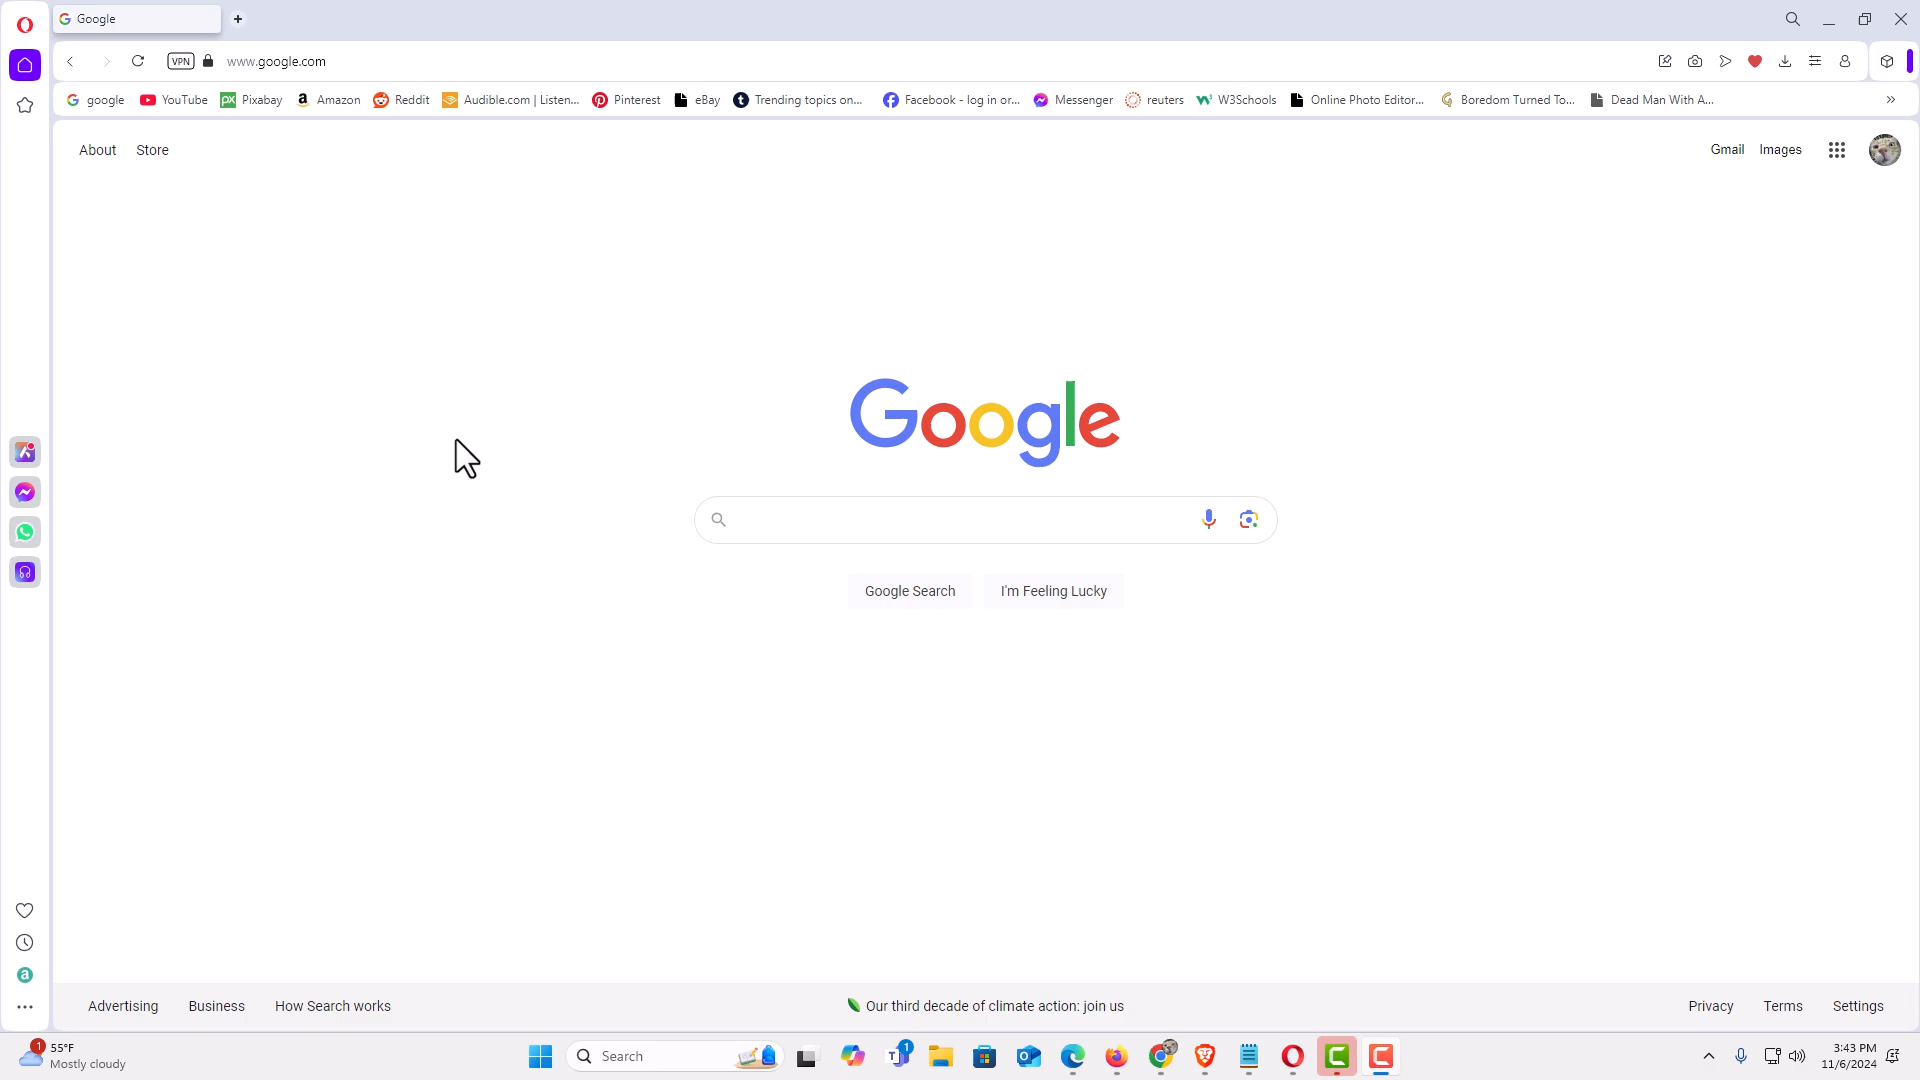 Google
VPN
www.google.com
google
YouTube
Pixabay
Amazon
Reddit
Audible.com | Listen...
Pinterest
eBay
Trending topics on...
Facebook - log in or...
Messenger
reuters
W3Schools
Online Photo Editor...
Boredom Turned To...
Dead Man With A...
About
Store
Gmail
Images
Google
Google Search
I'm Feeling Lucky
Advertising
Business
How Search works
Our third decade of climate action: join us
Privacy
Terms
Settings
1
55°F
Mostly cloudy
Search
1
3:43 PM
11/6/2024